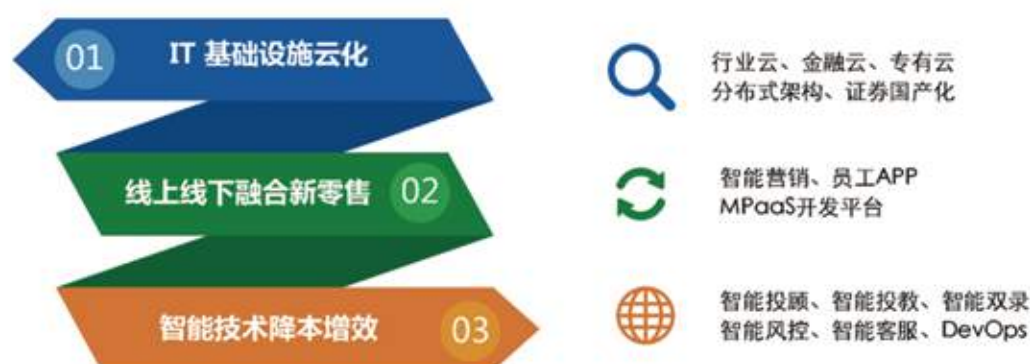 01 IT 基础设施云化
行业云、金融云、专有云
分布式架构、证券国产化
线上线下融合新零售 02
智能营销、员工APP
MPaaS开发平台
智能技术降本增效 03
智能投顾、智能投教、智能双录
智能风控、智能客服、DevOps